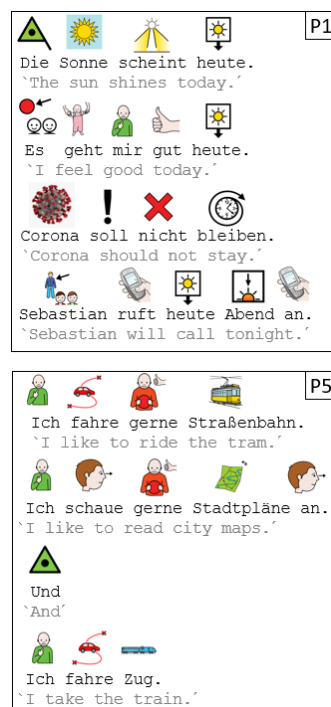 P1
Die Sonne scheint heute.
`The sun shines today.´
Es geht mir gut heute.
`I feel good today.´
Corona soll nicht bleiben.
`Corona should not stay.´
Sebastian ruft heute Abend an.
`Sebastian will call tonight.´
P5
Ich fahre gerne Straßenbahn.
`I like to ride the tram.´
Ich schaue gerne Stadtpläne an.
`I like to read city maps.´
Und
`And´
Ich fahre Zug.
`I take the train.´